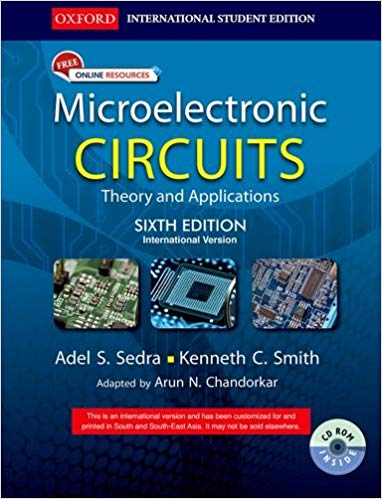 OXFORD INTERNATIONAL STUDENT EDITION
FREE
ONLINE RESOURCES
Microelectronic
CIRCUITS
Theory and Applications
SIXTH EDITION
International Version
Adel S. Sedra ▪ Kenneth C. Smith
Adapted by Arun N. Chandorkar
This is an international version and has been customized for and
printed in South and South-East Asia. It may not be sold elsewhere.
CD ROM
INSIDE